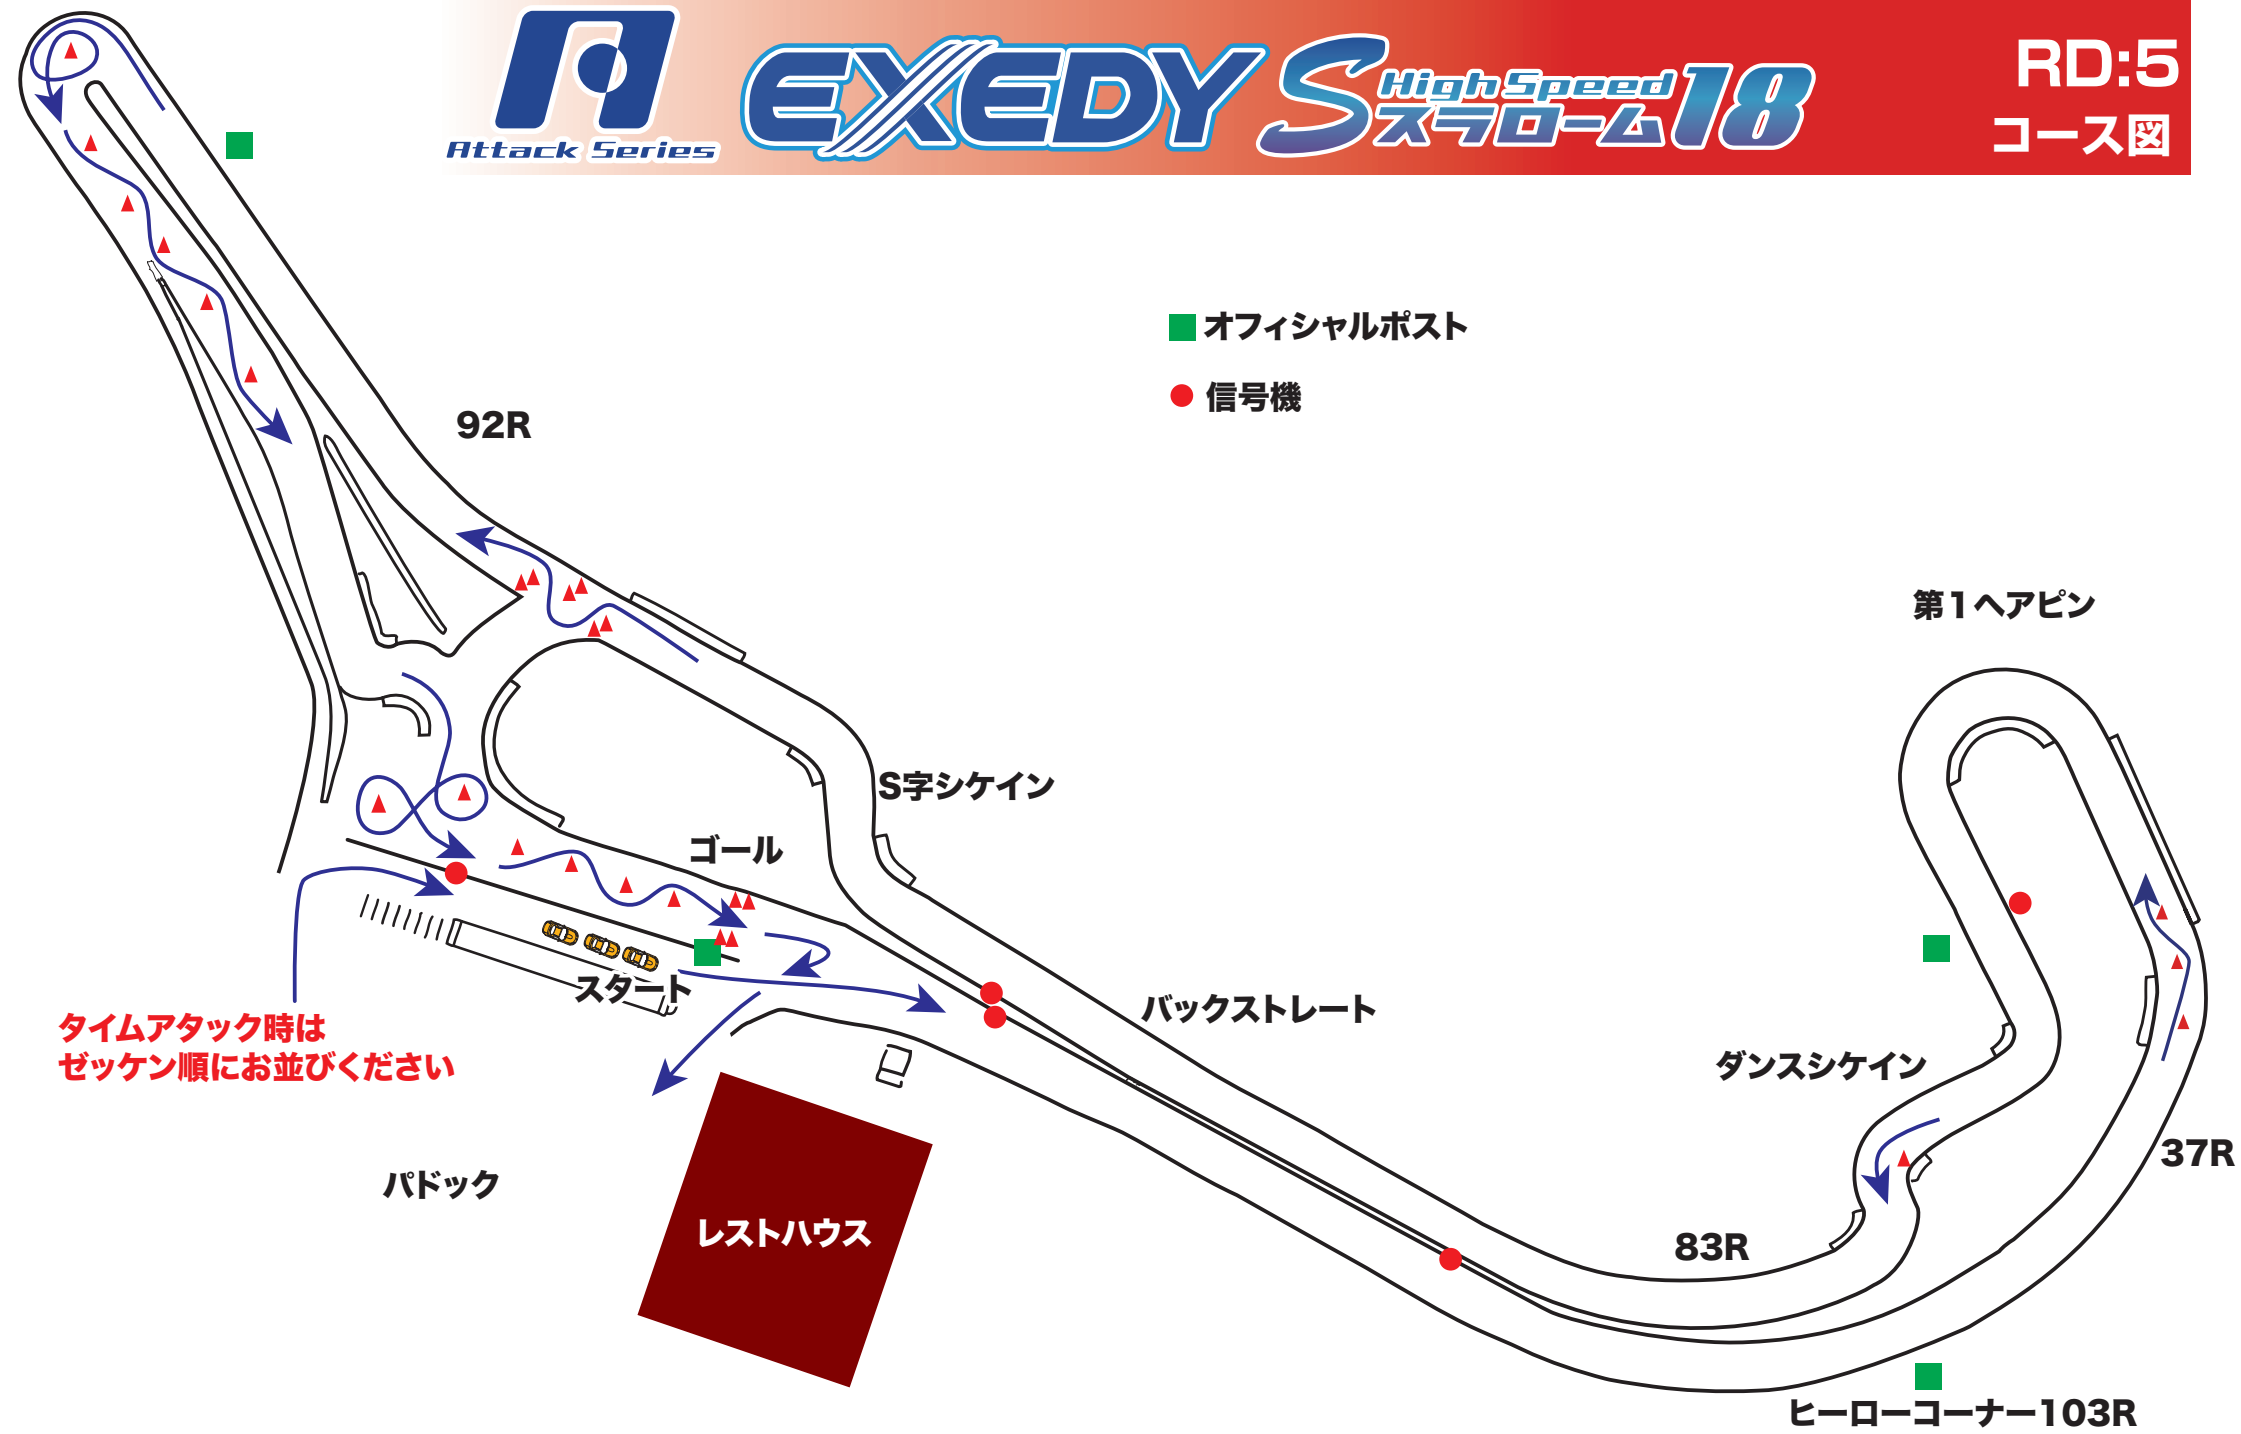 Attack Series
EXEDY
High Speed
Sスラローム18
RD:5
コース図
オフィシャルポスト
信号機
92R
第1ヘアピン
S字シケイン
ゴール
スタート
バックストレート
タイムアタック時は
ゼッケン順にお並びください
ダンスシケイン
37R
パドック
レストハウス
83R
ヒーローコーナー103R